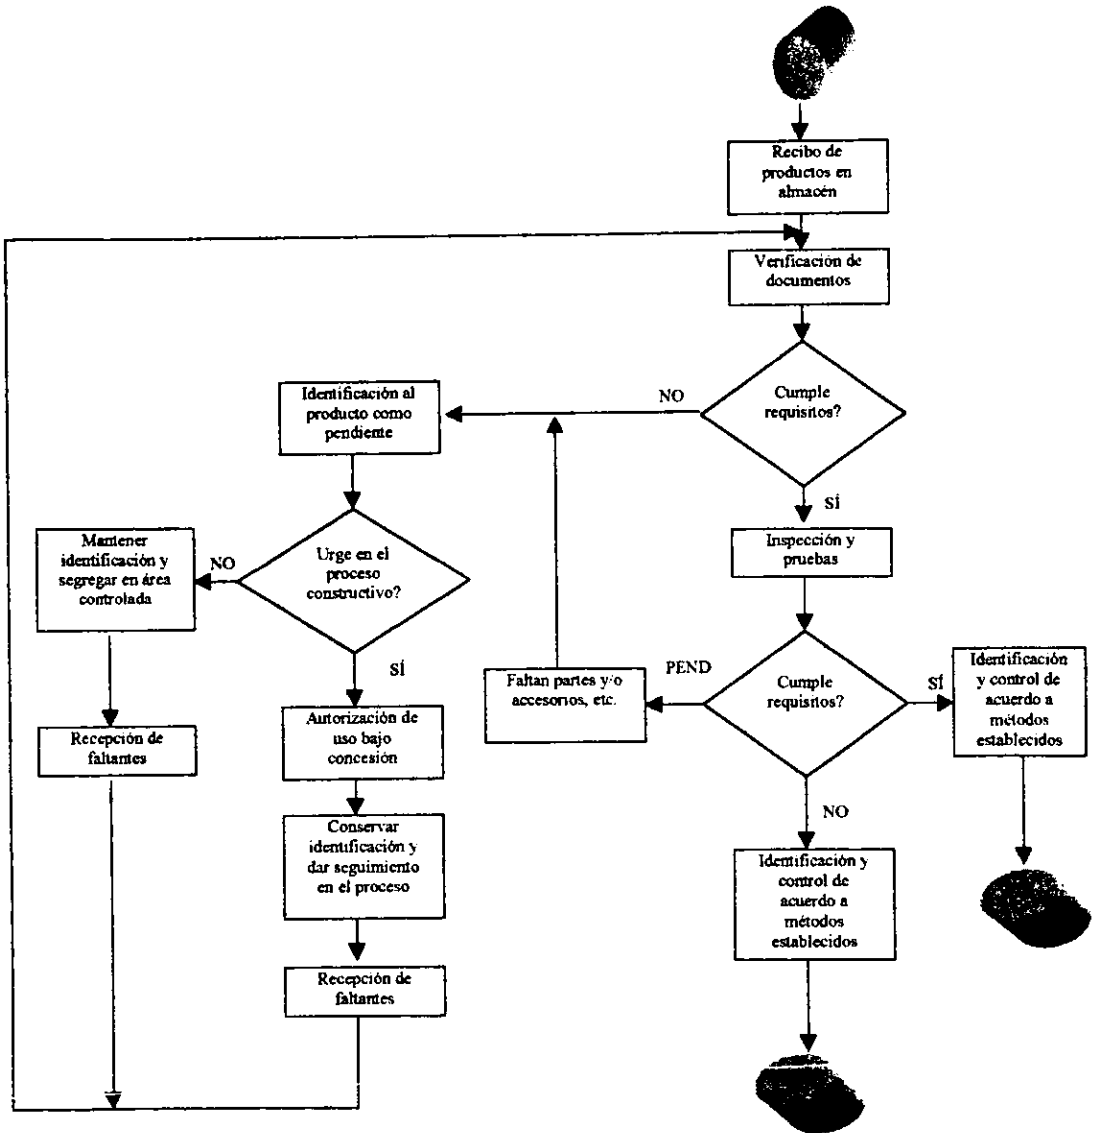 Recibo de
productos en
almacén
Verificación de
documentos
Cumple
requisitos?
NO
SÍ
Identificación al
producto como
pendiente
Urge en el
proceso
constructivo?
NO
SÍ
Mantener
identificación y
segregar en área
controlada
Recepción de
faltantes
Autorización de
uso bajo
concesión
Conservar
identificación y
dar seguimiento
en el proceso
Recepción de
faltantes
Inspección y
pruebas
Cumple
requisitos?
PEND
SÍ
NO
Faltan partes y/o
accesorios, etc.
Identificación
y control de
acuerdo a
métodos
establecidos
Identificación y
control de
acuerdo a
métodos
establecidos